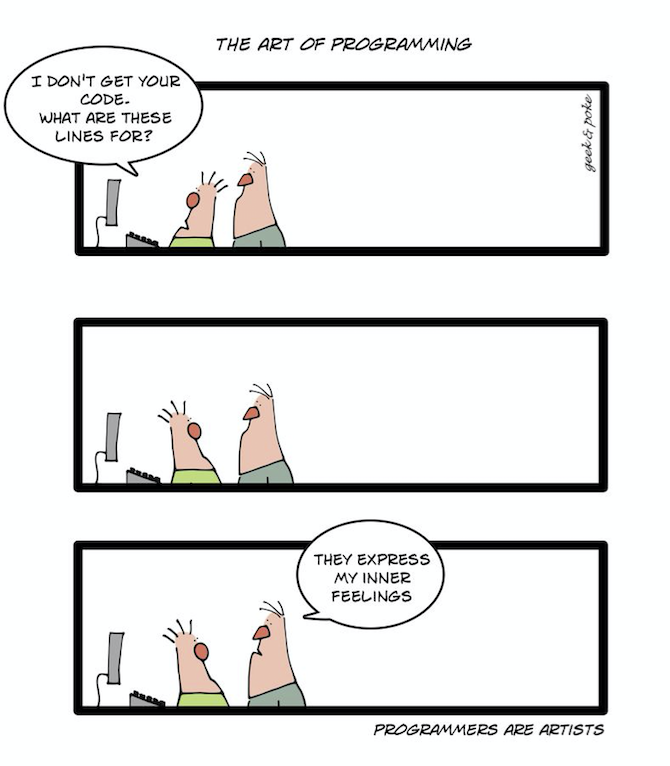 THE ART OF PROGRAMMING
I DON'T GET YOUR
CODE.
WHAT ARE THESE
LINES FOR?
geek & poke
THEY EXPRESS
MY INNER
FEELINGS
PROGRAMMERS ARE ARTISTS